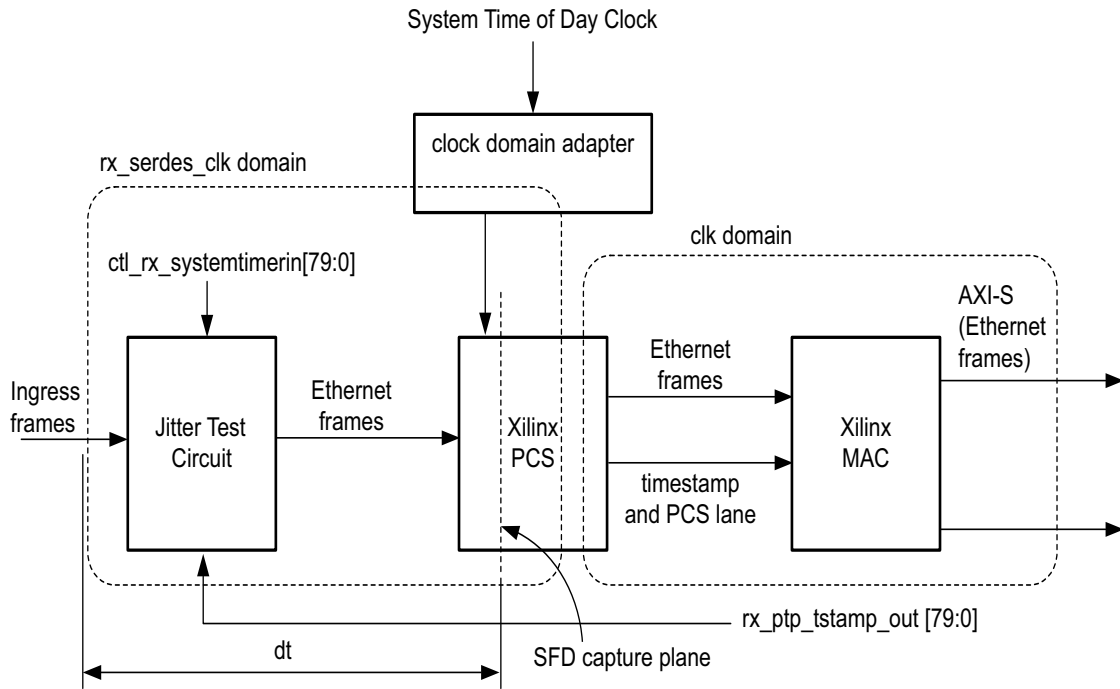 System Time of Day Clock
clock domain adapter
rx_serdes_clk domain
clk domain
ctl_rx_systemtimerin[79:0]
AXI-S
(Ethernet
frames)
Ingress
frames
Jitter Test
Circuit
Ethernet
frames
Xilinx
PCS
Ethernet
frames
timestamp
and PCS lane
Xilinx
MAC
rx_ptp_tstamp_out [79:0]
dt
SFD capture plane